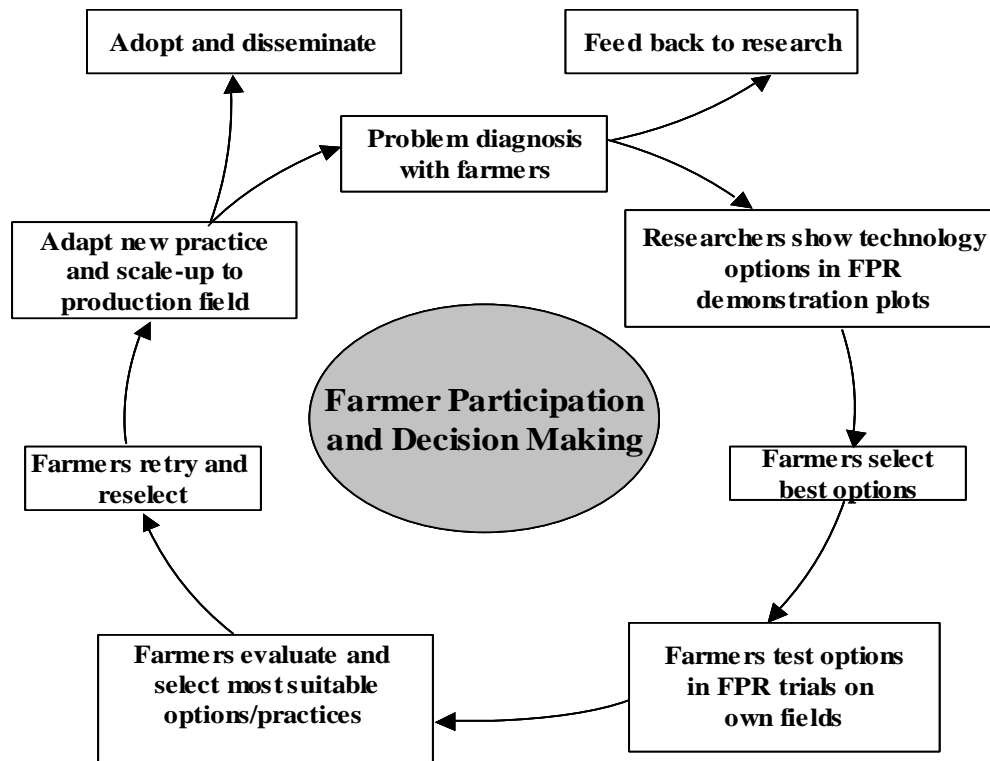 Adopt and disseminate
Feed back to research
Problem diagnosis
with farmers
Adapt new practice
and scale-up to
production field
Researchers show technology
options in FPR
demonstration plots
Farmer Participation
and Decision Making
Farmers retry and
reselect
Farmers select
best options
Farmers evaluate and
select most suitable
options/practices
Farmers test options
in FPR trials on
own fields